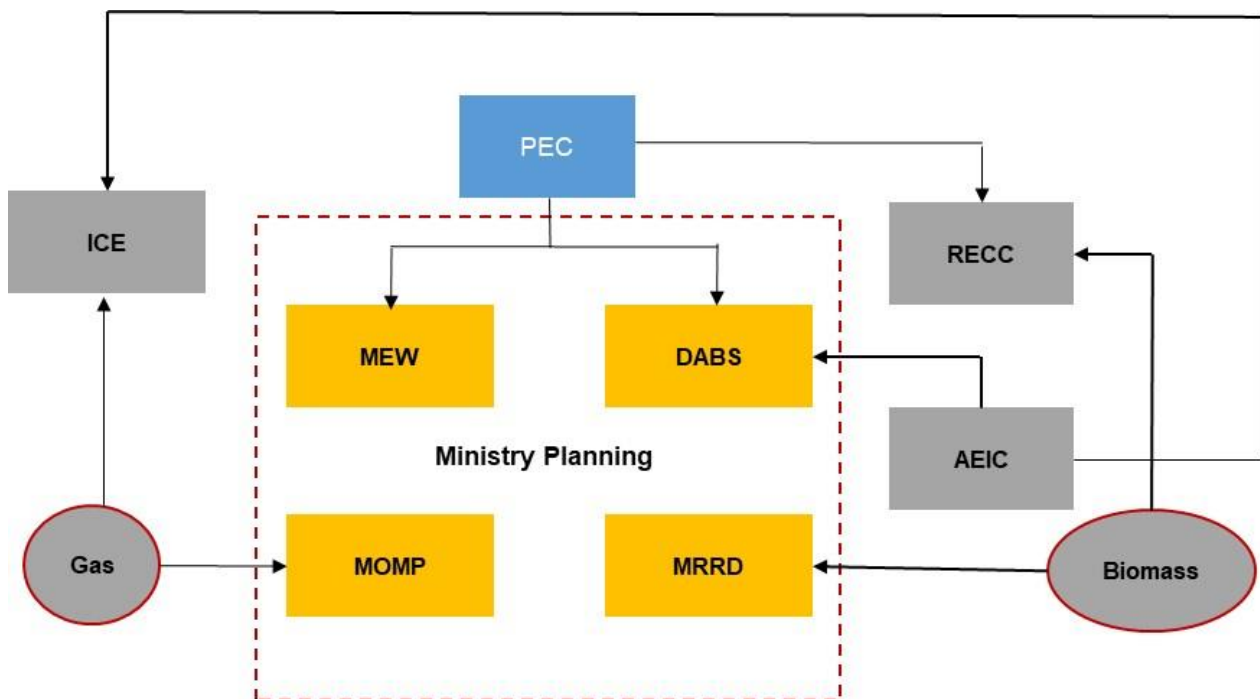 PEC
ICE
RECC
MEW
DABS
Ministry Planning
AEIC
Gas
MOMP
MRRD
Biomass